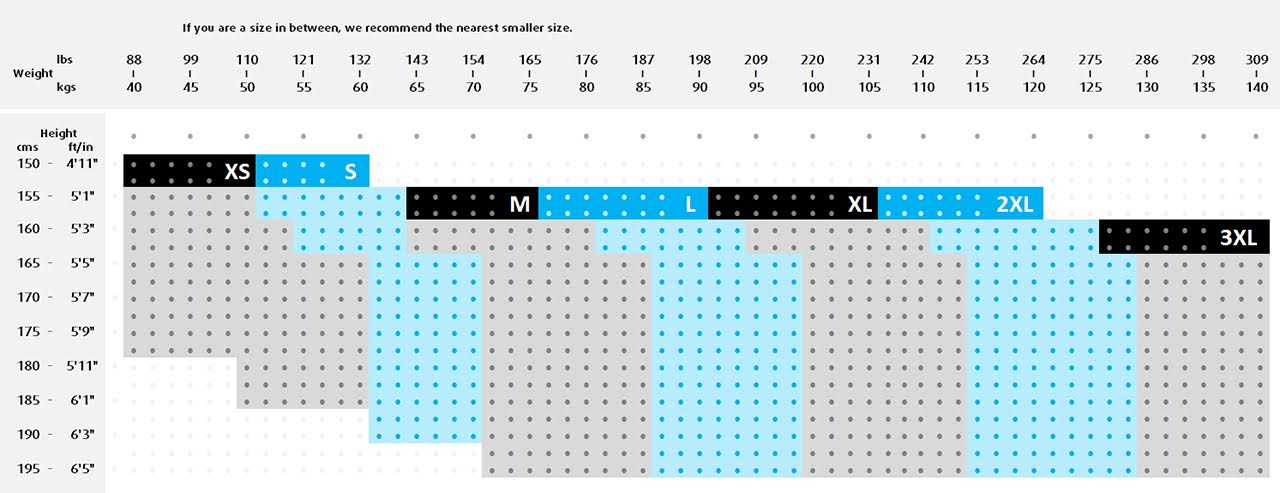 If you are a size in between, we recommend the nearest smaller size.
lbs 88 99 110 121 132 143 154 165 176 187 198 209 220 231 242 253 264 275 286 298 309
Weight
kgs 40 45 50 55 60 65 70 75 80 85 90 95 100 105 110 115 120 125 130 135 140
Height
cms ft/in
150 - 4'11" XS S
155 - 5'1" M L XL 2XL
160 - 5'3" 3XL
165 - 5'5"
170 - 5'7"
175 - 5'9"
180 - 5'11"
185 - 6'1"
190 - 6'3"
195 - 6'5"